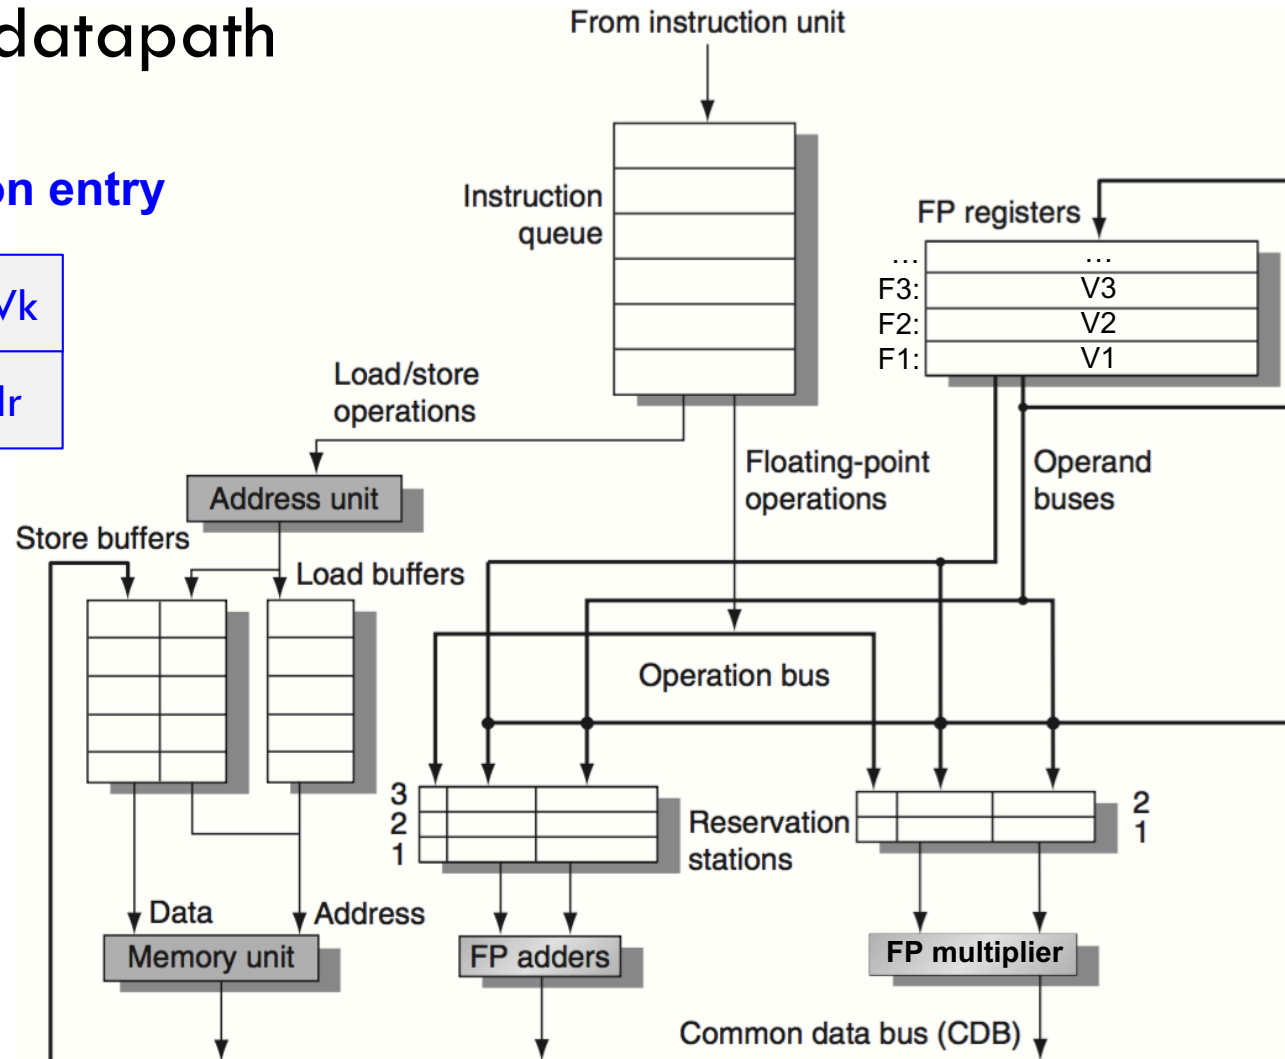 datapath
From instruction unit
on entry
Instruction
queue
FP registers
... ...
F3: V3
F2: V2
F1: V1
Vk
lr
Load/store
operations
Floating-point
operations
Operand
buses
Address unit
Store buffers
Load buffers
Operation bus
3
2
1
Reservation
stations
2
1
Data
Address
Memory unit
FP adders
FP multiplier
Common data bus (CDB)